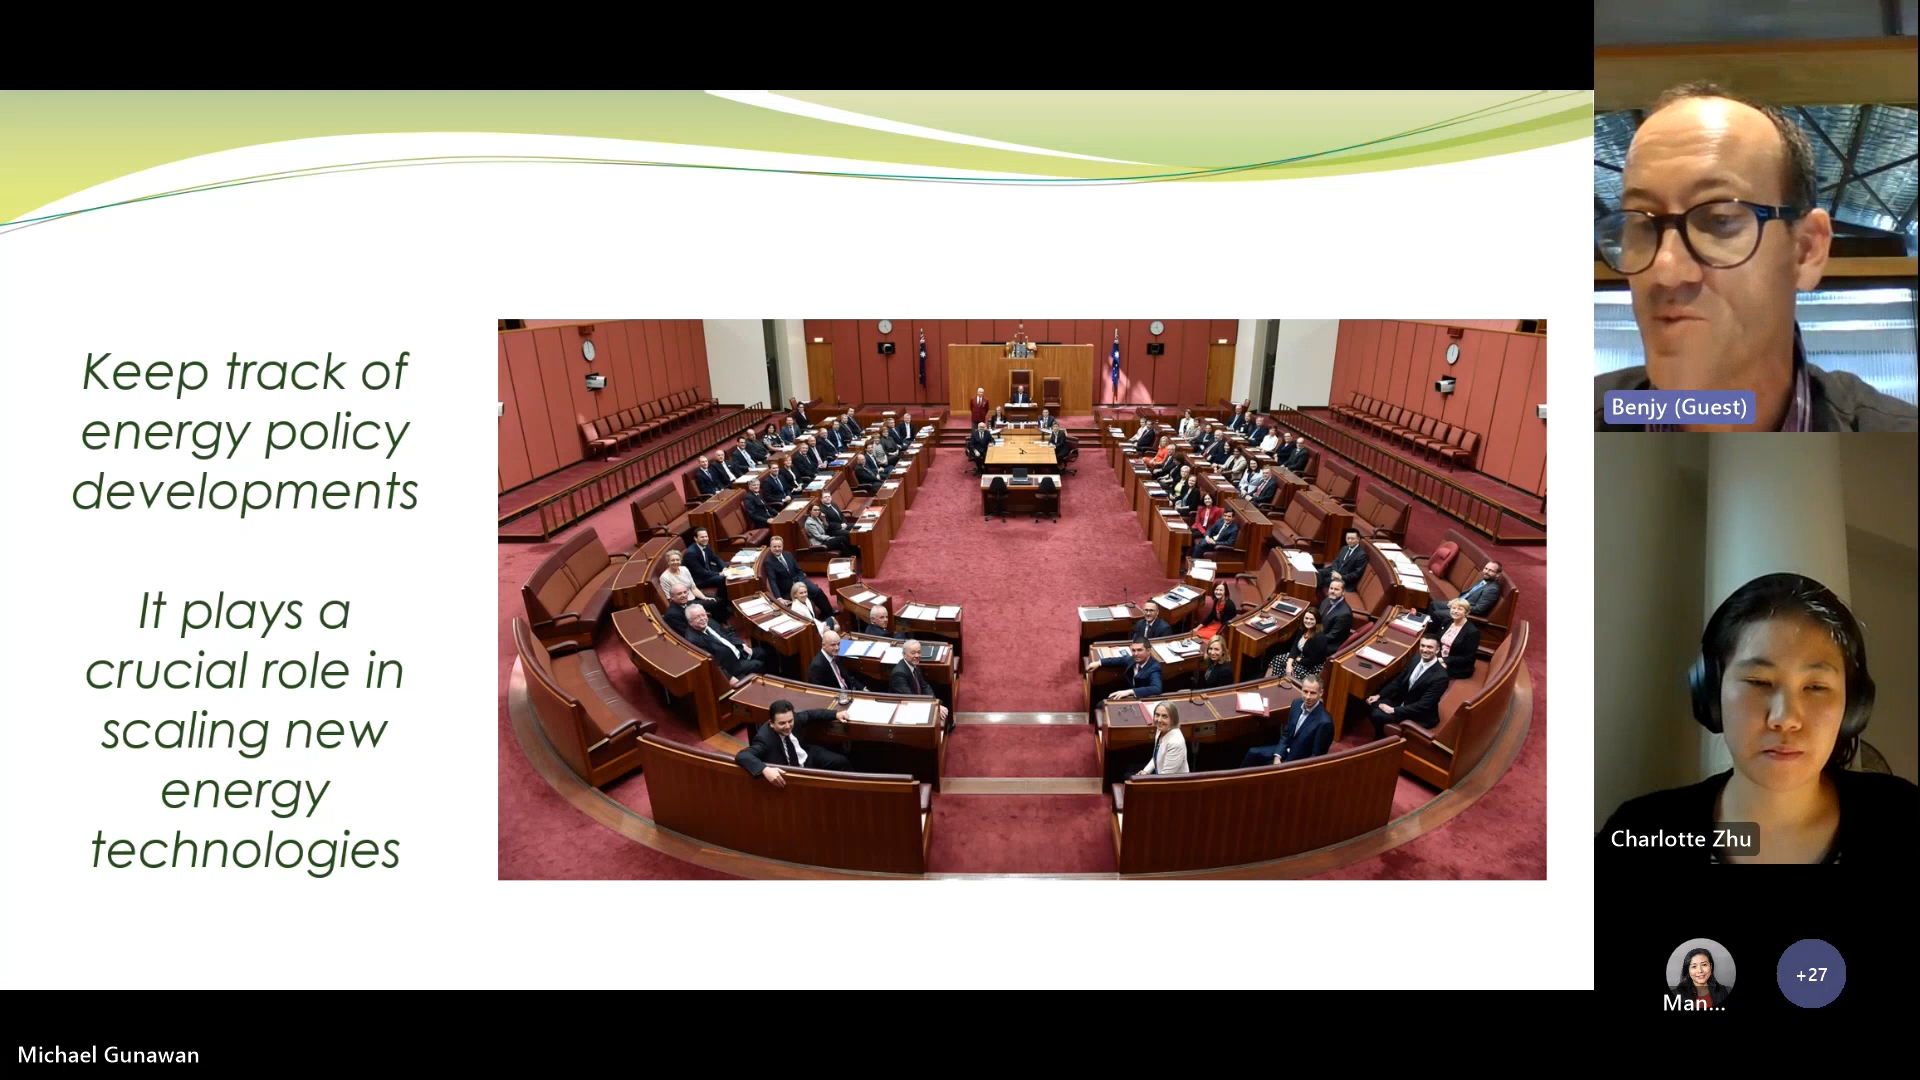 Keep track of
energy policy
developments
It plays a
crucial role in
scaling new
energy
technologies
Benjy (Guest)
Charlotte Zhu
Man...
+27
Michael Gunawan